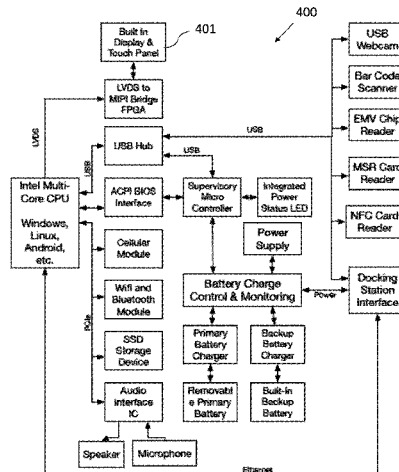 Built In
Display &
Touch Panel
401
400
LVDS to
MIPI Bridge
FPGA
LVDS
USB Hub
USB
USB
USB
ACPI BIOS
Interface
Supervisory
Micro
Controller
Integrated
Power
Status LED
Intel Multi-
Core CPU
Windows,
Linux,
Android,
etc.
Cellular
Module
Power
Supply
Wifi and
Bluetooth
Module
Battery Charge
Control & Monitoring
Power
PCIe
SSD
Storage
Device
Primary
Battery
Charger
Backup
Battery
Charger
Audio
Interface
IC
Removabl
e Primary
Battery
Built-In
Backup
Battery
Speaker
Microphone
Ethernet
USB
Webcam
Bar Code
Scanner
EMV Chip
Reader
MSR Card
Reader
NFC Card
Reader
Docking
Station
Interface